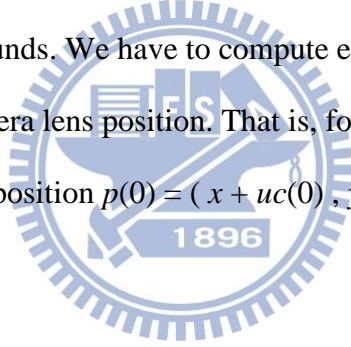 unds. We have to compute e
era lens position. That is, fo
position p(0) = ( x + uc(0) , y
E S
1896